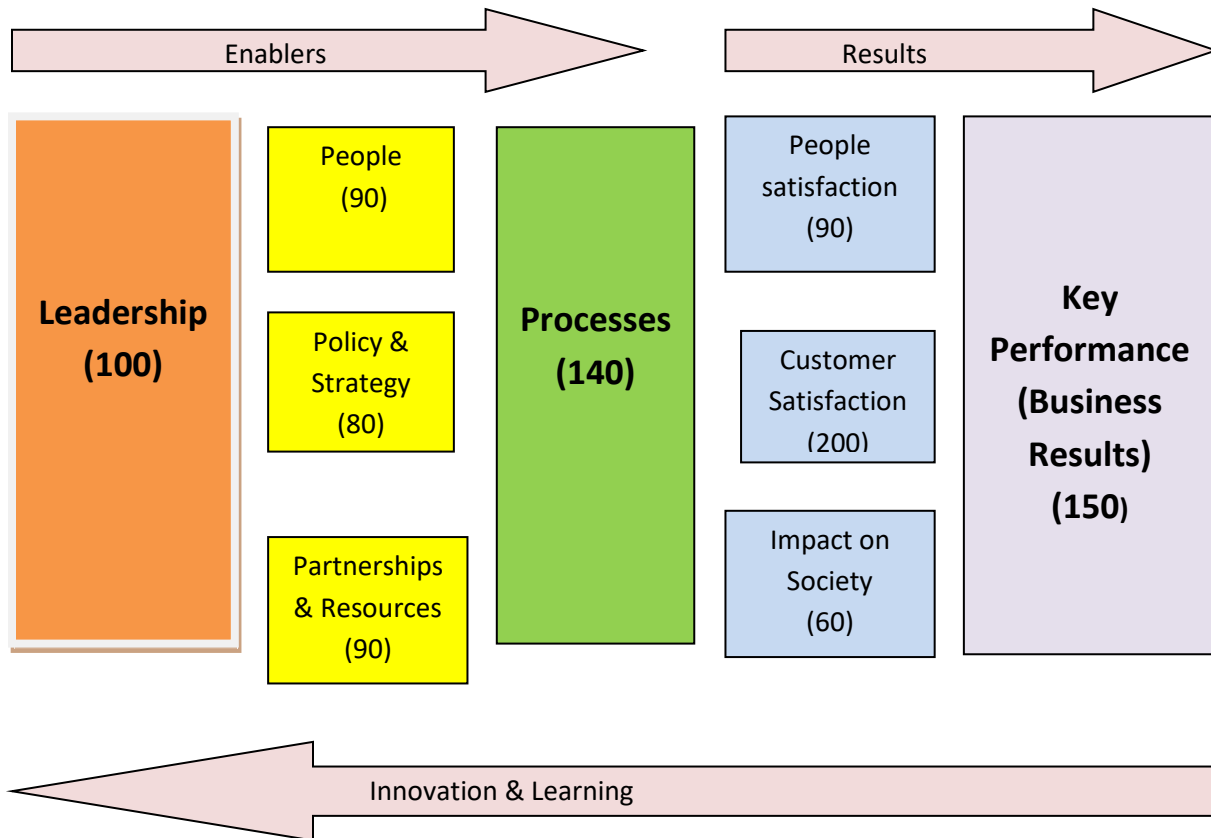 Enablers
Results
Leadership
(100)
People
(90)
Policy &
Strategy
(80)
Partnerships
& Resources
(90)
Processes
(140)
People
satisfaction
(90)
Customer
Satisfaction
(200)
Impact on
Society
(60)
Key
Performance
(Business
Results)
(150)
Innovation & Learning